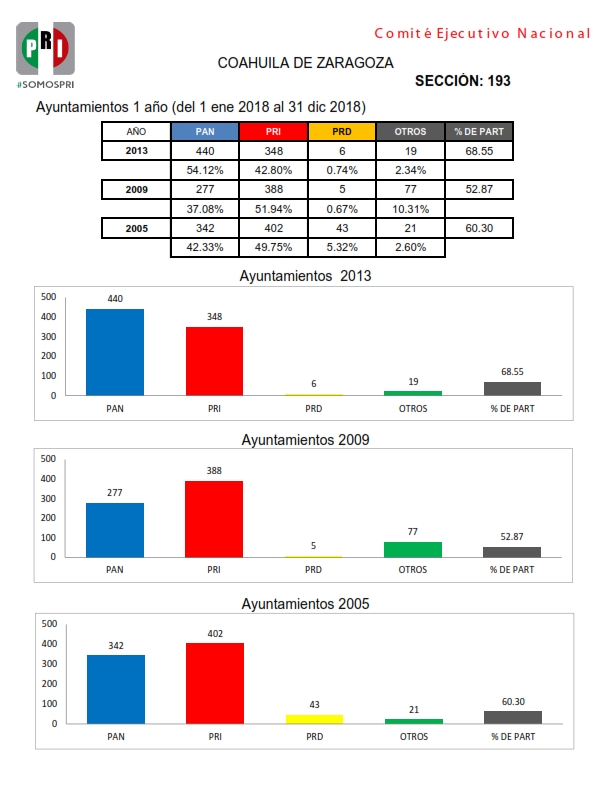 Comité Ejecutivo Nacional
PRI
#SOMOSPRI
COAHUILA DE ZARAGOZA
SECCIÓN: 193
Ayuntamientos 1 año (del 1 ene 2018 al 31 dic 2018)
AÑO PAN PRI PRD OTROS % DE PART
2013 440 348 6 19 68.55
54.12% 42.80% 0.74% 2.34%
2009 277 388 5 77 52.87
37.08% 51.94% 0.67% 10.31%
2005 342 402 43 21 60.30
42.33% 49.75% 5.32% 2.60%
Ayuntamientos 2013
500
400
300
200
100
0
440
348
6
19
68.55
PAN PRI PRD OTROS % DE PART
Ayuntamientos 2009
500
400
300
200
100
0
277
388
5
77
52.87
PAN PRI PRD OTROS % DE PART
Ayuntamientos 2005
500
400
300
200
100
0
342
402
43
21
60.30
PAN PRI PRD OTROS % DE PART